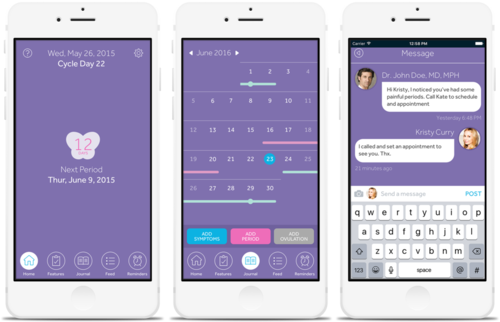 Wed, May 26, 2015
Cycle Day 22
12
DAYS
Next Period
Thur, June 9, 2015
Home
Features
Journal
Feed
Reminders
June 2016
1 2 3 4
5 6 7 8 9 10 11
12 13 14 15 16 17 18
19 20 21 22 23 24 25
26 27 28 29 30
ADD SYMPTOMS
ADD PERIOD
ADD OVULATION
Home
Features
Journal
Feed
Reminders
Carrier
12:58 PM
Message
Dr. John Doe, MD, MPH
Hi Kristy, I noticed you've had some
painful periods. Call Kate to schedule
and appointment
Yesterday 6:48 PM
Kristy Curry
I called and set an appointment to
see you. Thx.
21 minutes ago
Send a message
POST
q w e r t y u i o p
a s d f g h j k l
z x c v b n m
123
space
@ #